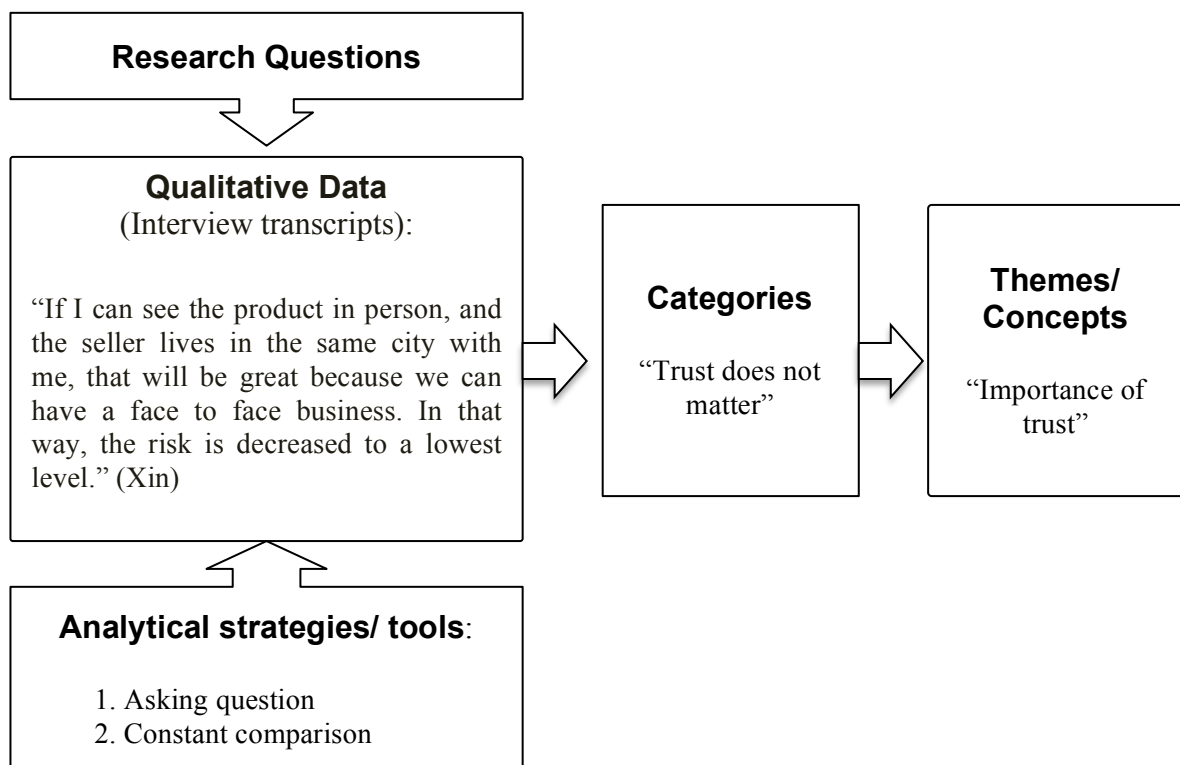 Research Questions
Qualitative Data
(Interview transcripts):
“If I can see the product in person, and
the seller lives in the same city with
me, that will be great because we can
have a face to face business. In that
way, the risk is decreased to a lowest
level.” (Xin)
Categories
“Trust does not
matter”
Themes/
Concepts
“Importance of
trust”
Analytical strategies/ tools:
1. Asking question
2. Constant comparison